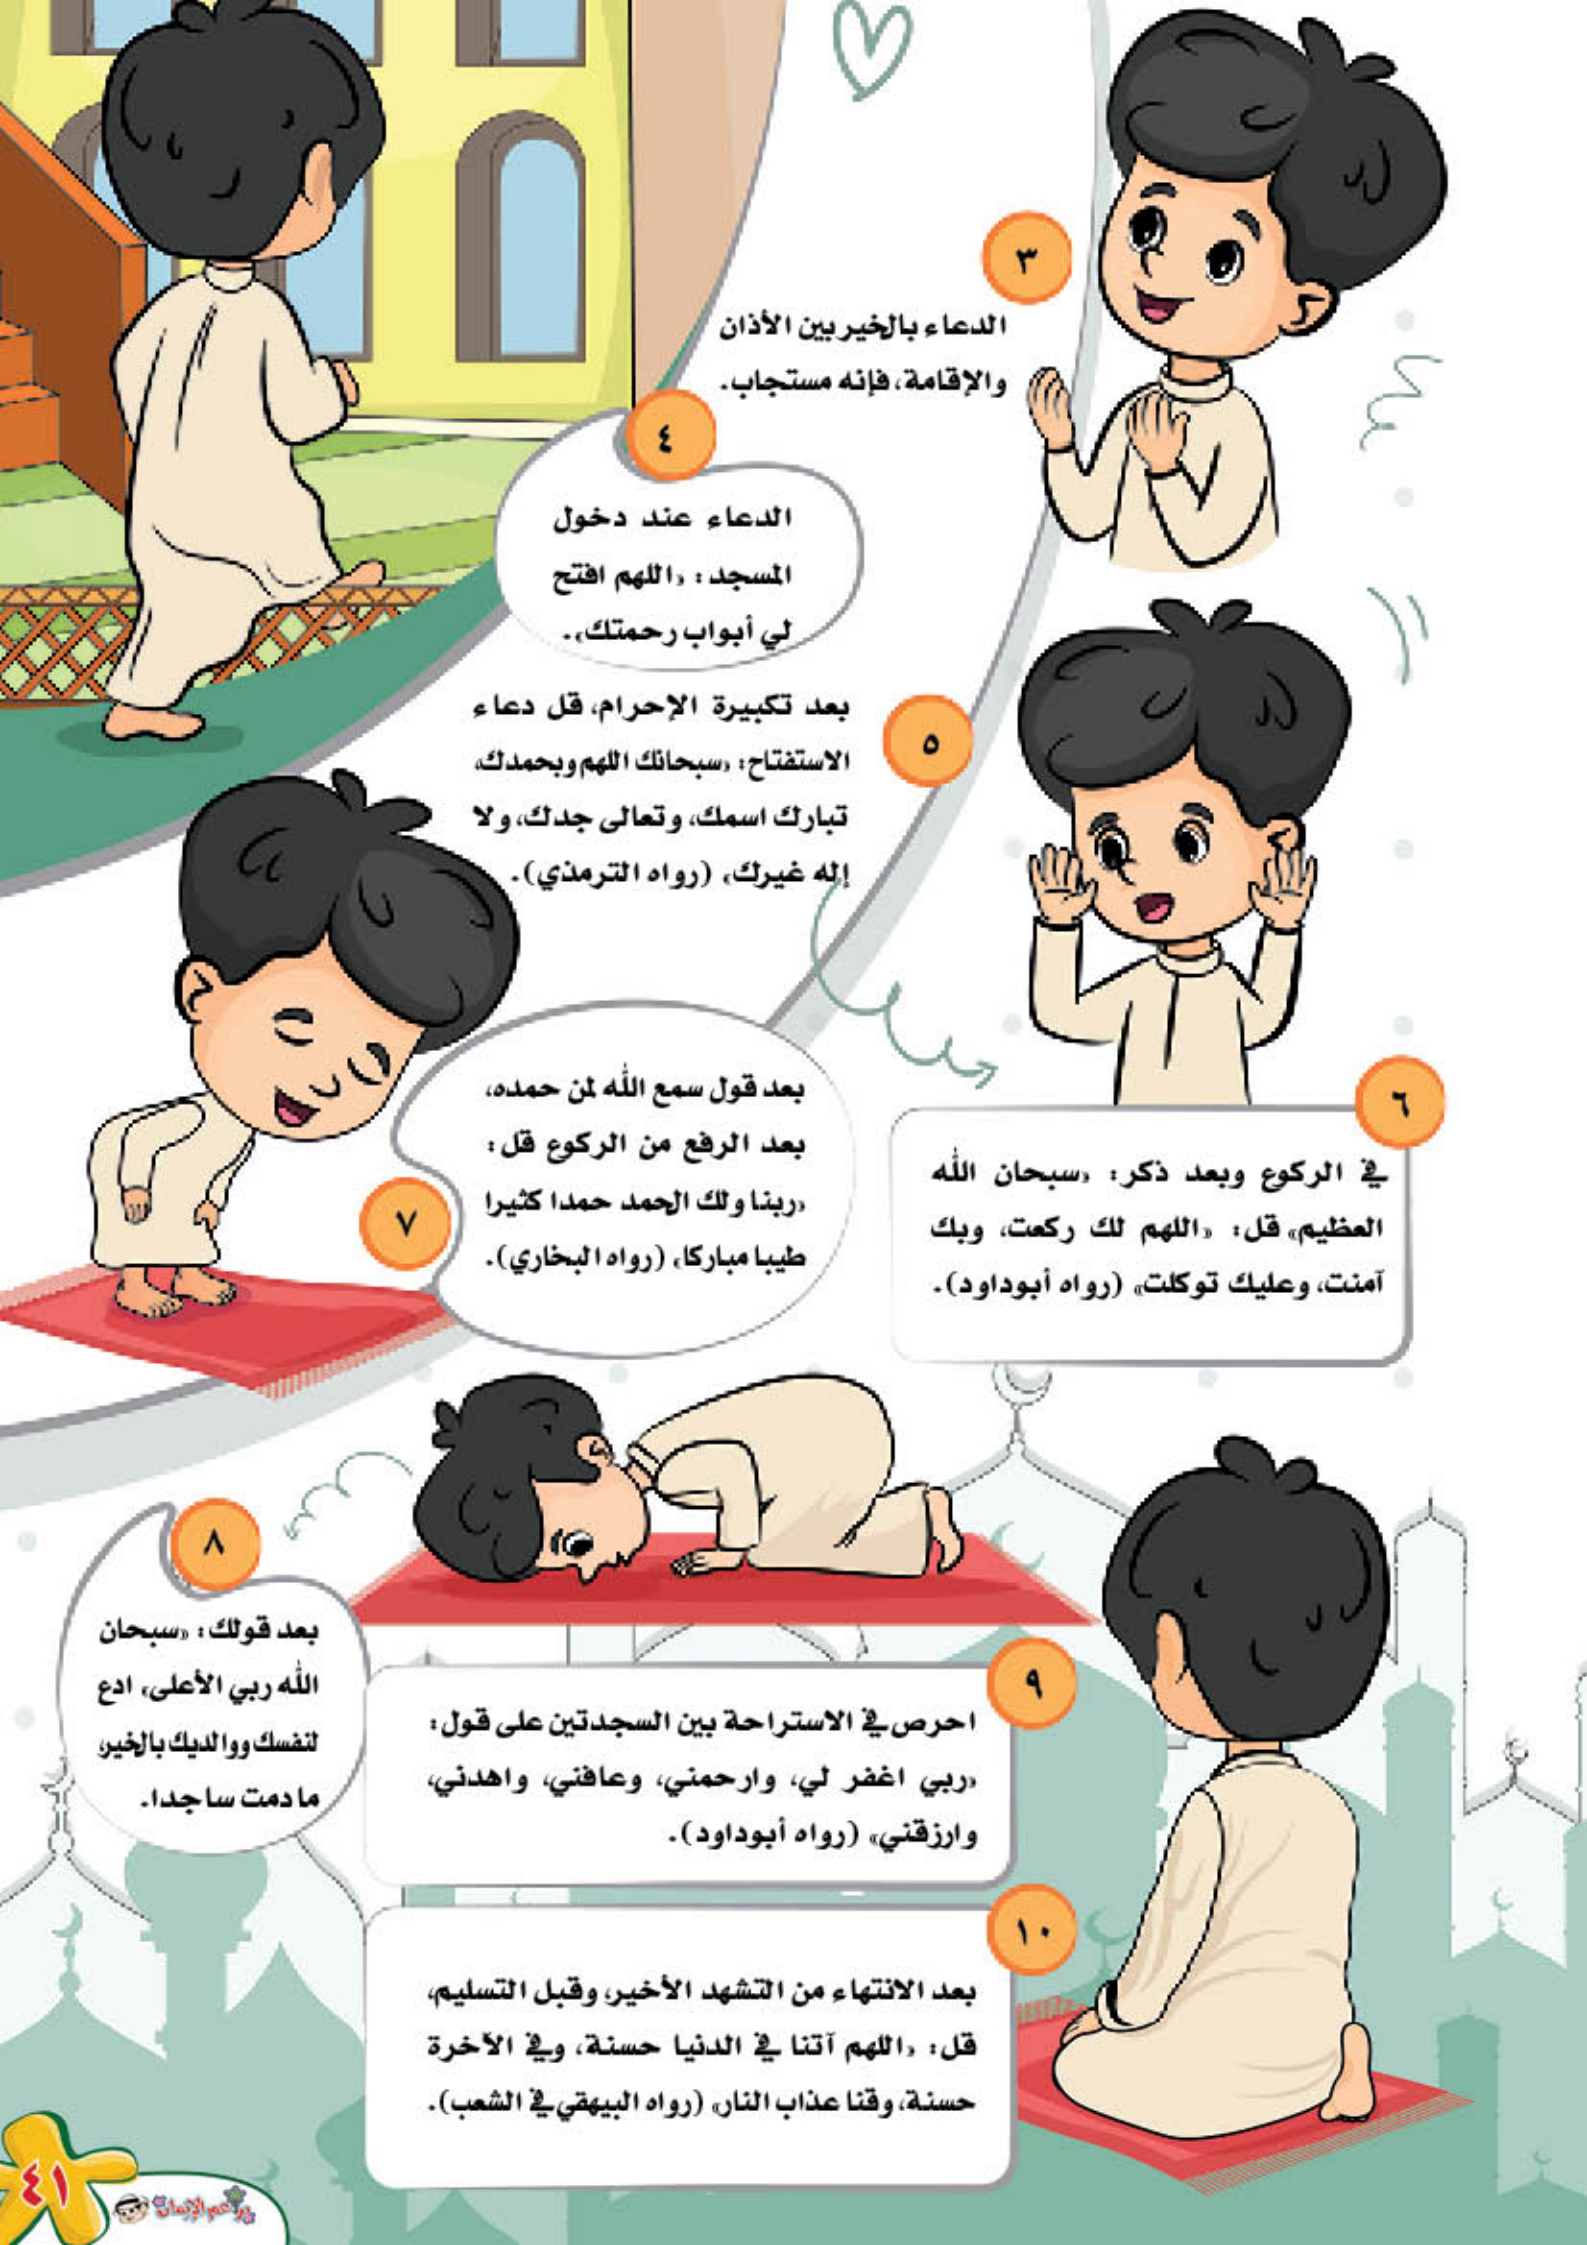 ٣
الدعاء بالخير بين الأذان
والإقامة، فإنه مستجاب.
٤
الدعاء عند دخول
المسجد: «اللهم افتح
لي أبواب رحمتك».
٥
بعد تكبيرة الإحرام، قل دعاء
الاستفتاح: «سبحانك اللهم وبحمدك،
تبارك اسمك، وتعالى جدك، ولا
إله غيرك» (رواه الترمذي).
٦
في الركوع وبعد ذكر: «سبحان الله
العظيم» قل: «اللهم لك ركعت، وبك
آمنت، وعليك توكلت» (رواه أبوداود).
٧
بعد قول سمع الله لمن حمده،
بعد الرفع من الركوع قل:
«ربنا ولك الحمد حمدا كثيرا
طيبا مباركا» (رواه البخاري).
٨
بعد قولك: «سبحان
الله ربي الأعلى» ادع
لنفسك ووالديك بالخير،
ما دمت ساجدا.
٩
احرص في الاستراحة بين السجدتين على قول:
«ربي اغفر لي، وارحمني، وعافني، واهدني،
وارزقني» (رواه أبوداود).
١٠
بعد الانتهاء من التشهد الأخير، وقبل التسليم،
قل: «اللهم آتنا في الدنيا حسنة، وفي الآخرة
حسنة، وقنا عذاب النار» (رواه البيهقي في الشعب).
٤١
براعم الإيمان